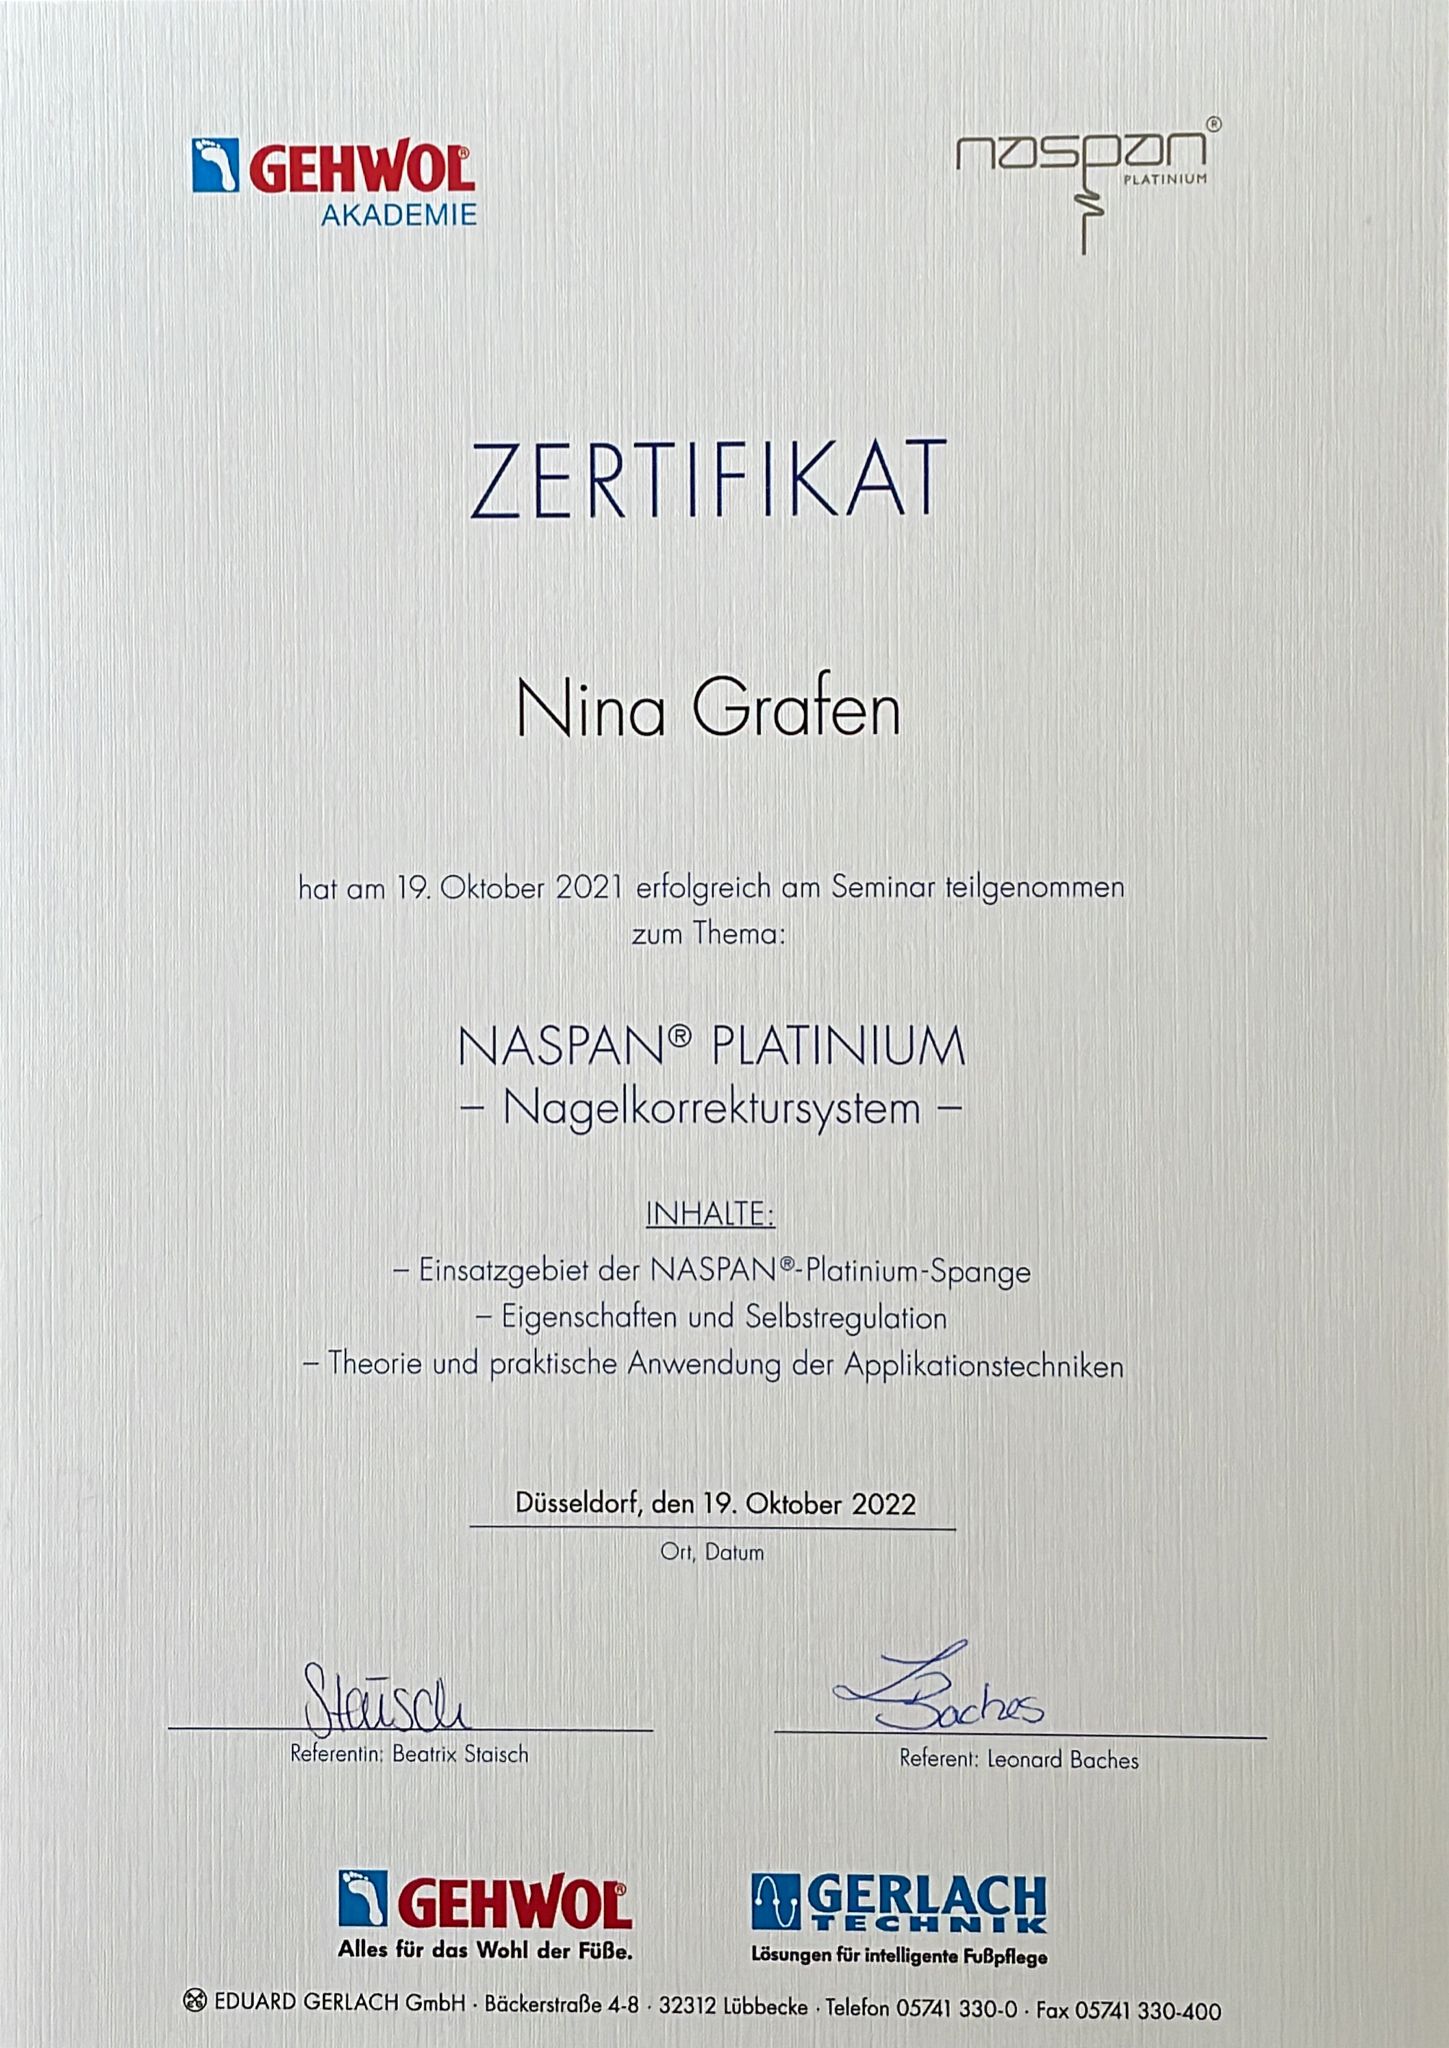 GEHWOL®
AKADEMIE
naspan®
PLATINIUM
ZERTIFIKAT
Nina Grafen
hat am 19. Oktober 2021 erfolgreich am Seminar teilgenommen
zum Thema:
NASPAN® PLATINIUM
– Nagelkorrektursystem –
INHALTE:
– Einsatzgebiet der NASPAN®-Platinium-Spange
– Eigenschaften und Selbstregulation
– Theorie und praktische Anwendung der Applikationstechniken
Düsseldorf, den 19. Oktober 2022
Ort, Datum
Staisch
L Baches
Referentin: Beatrix Staisch
Referent: Leonard Baches
GEHWOL®
Alles für das Wohl der Füße.
GERLACH
TECHNIK
Lösungen für intelligente Fußpflege
EDUARD GERLACH GmbH · Bäckerstraße 4-8 · 32312 Lübbecke · Telefon 05741 330-0 · Fax 05741 330-400